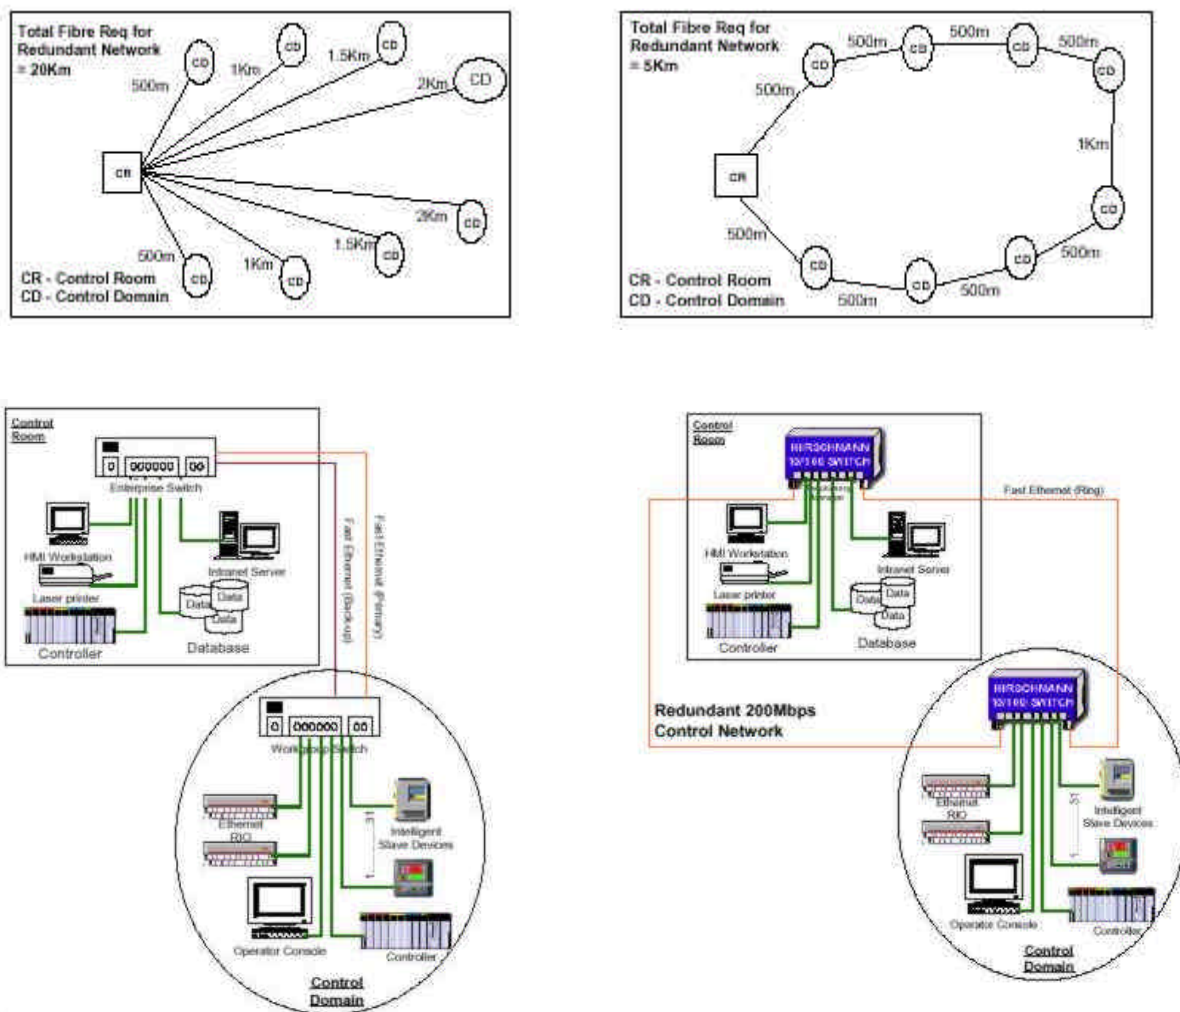 Total Fibre Req for
Redundant Network
= 20Km
CD
CD
CD
CD
500m
1Km
1.5Km
2Km
CR
2Km
1.5Km
1Km
500m
CD
CD
CD
CD
CR - Control Room
CD - Control Domain
Total Fibre Req for
Redundant Network
= 5Km
500m
500m
500m
500m
CD
CD
CD
CD
1Km
CR
500m
CD
CD
CD
CD
500m
500m
500m
CR - Control Room
CD - Control Domain
Control
Room
Enterprise Switch
HMI Workstation
Intranet Server
Laser printer
Data
Data
Data
Controller
Database
Fast Ethernet (Back-up)
Fast Ethernet (Primary)
Workgroup Switch
Ethernet
RIO
31
1
Intelligent
Slave Devices
Operator Console
Controller
Control
Domain
Control
Room
HIRSCHMANN
10/100 SWITCH
Fast Ethernet (Ring)
HMI Workstation
Intranet Server
Laser printer
Data
Data
Data
Controller
Database
Redundant 200Mbps
Control Network
HIRSCHMANN
10/100 SWITCH
Ethernet
RIO
31
1
Intelligent
Slave Devices
Operator Console
Controller
Control
Domain